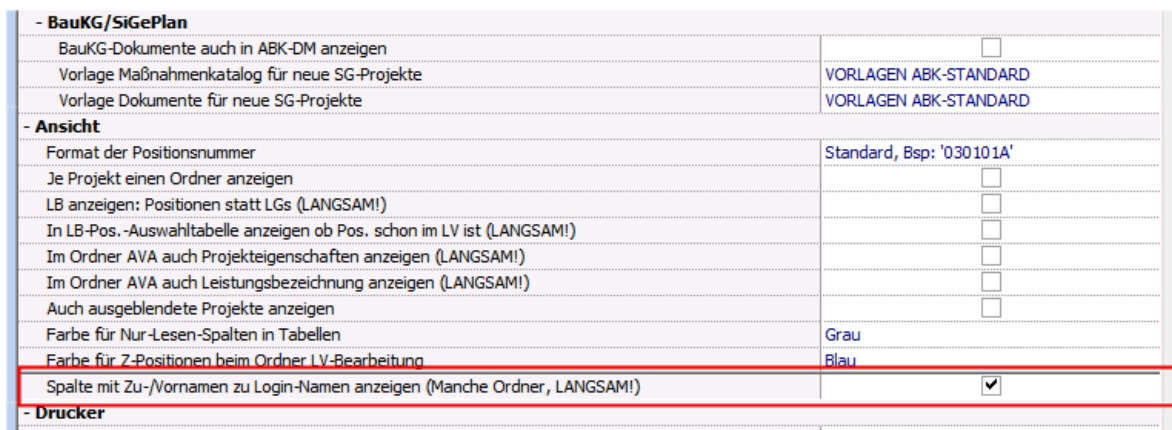 - BauKG/SiGePlan
BauKG-Dokumente auch in ABK-DM anzeigen
Vorlage Maßnahmenkatalog für neue SG-Projekte VORLAGEN ABK-STANDARD
Vorlage Dokumente für neue SG-Projekte VORLAGEN ABK-STANDARD
- Ansicht
Format der Positionsnummer Standard, Bsp: '030101A'
Je Projekt einen Ordner anzeigen
LB anzeigen: Positionen statt LGs (LANGSAM!)
In LB-Pos.-Auswahltabelle anzeigen ob Pos. schon im LV ist (LANGSAM!)
Im Ordner AVA auch Projekteigenschaften anzeigen (LANGSAM!)
Im Ordner AVA auch Leistungsbezeichnung anzeigen (LANGSAM!)
Auch ausgeblendete Projekte anzeigen
Farbe für Nur-Lesen-Spalten in Tabellen Grau
Farbe für Z-Positionen beim Ordner LV-Bearbeitung Blau
Spalte mit Zu-/Vornamen zu Login-Namen anzeigen (Manche Ordner, LANGSAM!)
- Drucker